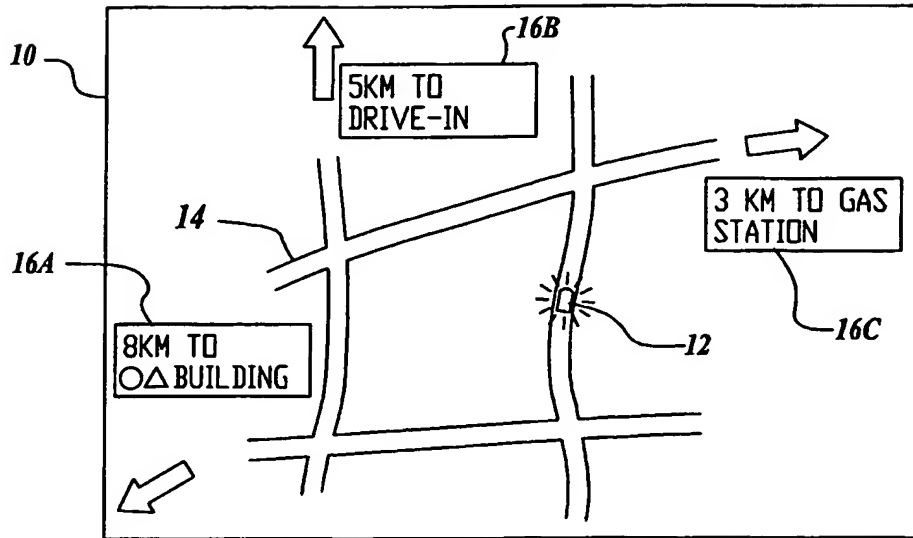 10
16B
5KM TO
DRIVE-IN
14
3 KM TO GAS
STATION
16A
8KM TO
○△BUILDING
12
16C